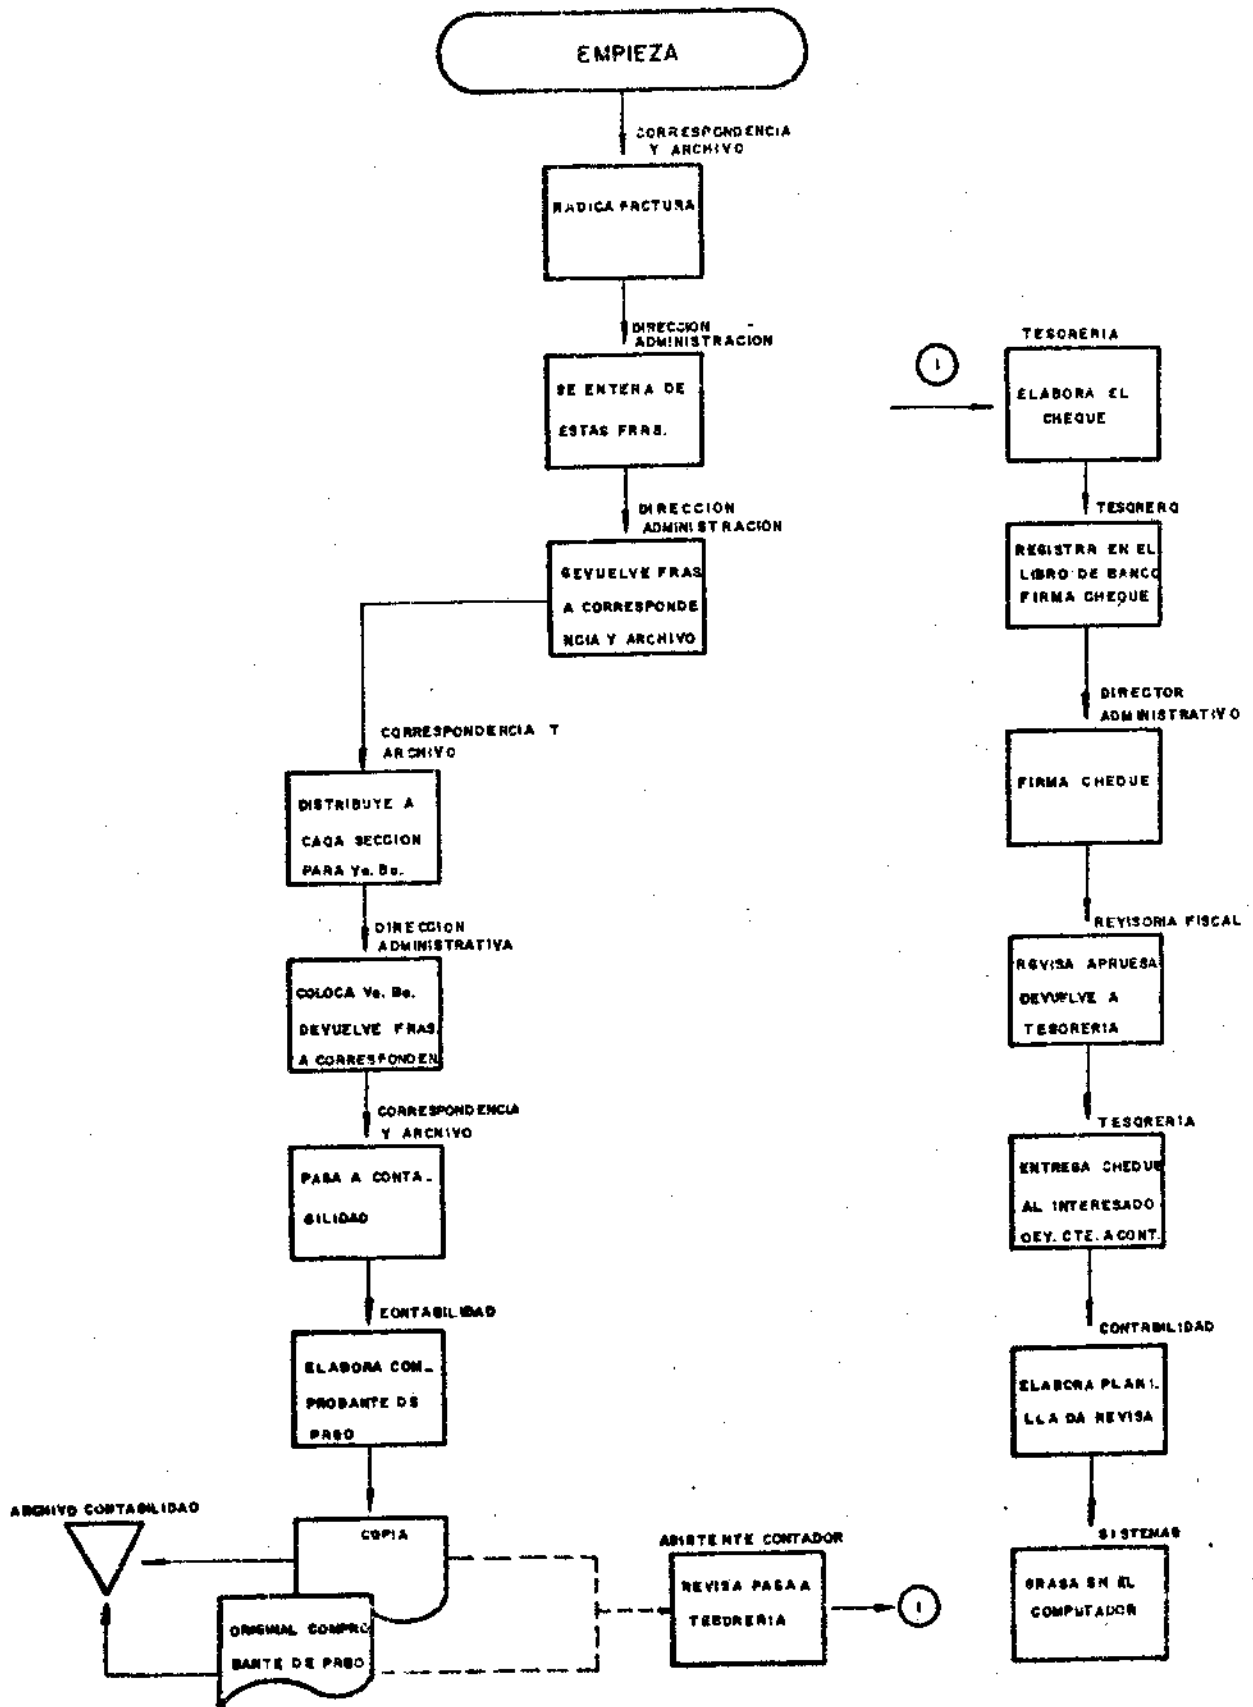 EMPIEZA
CORRESPONDENCIA
Y ARCHIVO
RADICA FACTURA
DIRECCION
ADMINISTRACION
SE ENTERA DE
ESTAS FRAS.
DIRECCION
ADMINISTRACION
DEVUELVE FRAS
A CORRESPONDE
NCIA Y ARCHIVO
CORRESPONDENCIA Y
ARCHIVO
DISTRIBUYE A
CADA SECCION
PARA Vo. Bo.
DIRECCION
ADMINISTRATIVA
COLOCA Vo. Bo.
DEVUELVE FRAS.
A CORRESPONDEN
CORRESPONDENCIA
Y ARCHIVO
PASA A CONTA_
BILIDAD
CONTABILIDAD
ELABORA COM_
PROBANTE DE
PAGO
ARCHIVO CONTABILIDAD
COPIA
ORIGINAL COMPRO
BANTE DE PAGO
ASISTENTE CONTADOR
REVISA PASA A
TESORERIA
1
1
TESORERIA
ELABORA EL
CHEQUE
TESORERO
REGISTRA EN EL
LIBRO DE BANCO
FIRMA CHEQUE
DIRECTOR
ADMINISTRATIVO
FIRMA CHEQUE
REVISORIA FISCAL
REVISA APRUEBA
DEVUELVE A
TESORERIA
TESORERIA
ENTREGA CHEQUE
AL INTERESADO
DEV. CTE. A CONT.
CONTABILIDAD
ELABORA PLANI.
LLA DA REVISA
SISTEMAS
GRABA EN EL
COMPUTADOR